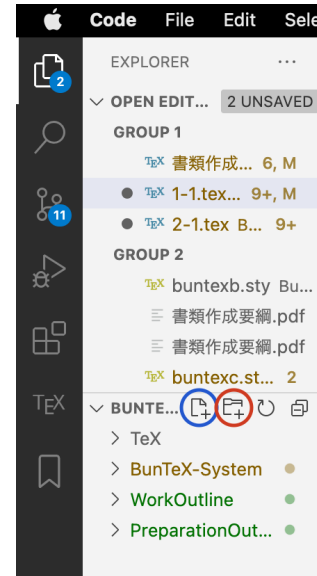 Code File Edit Sele
EXPLORER ...
2
OPEN EDIT... 2 UNSAVED
GROUP 1
TEX 書類作成... 6, M
TEX 1-1.tex... 9+, M
11
TEX 2-1.tex B... 9+
GROUP 2
TEX buntexb.sty Bu...
書類作成要綱.pdf
書類作成要綱.pdf
TEX buntexc.st... 2
TEX
BUNTE...
TeX
BunTeX-System
WorkOutline
PreparationOut...